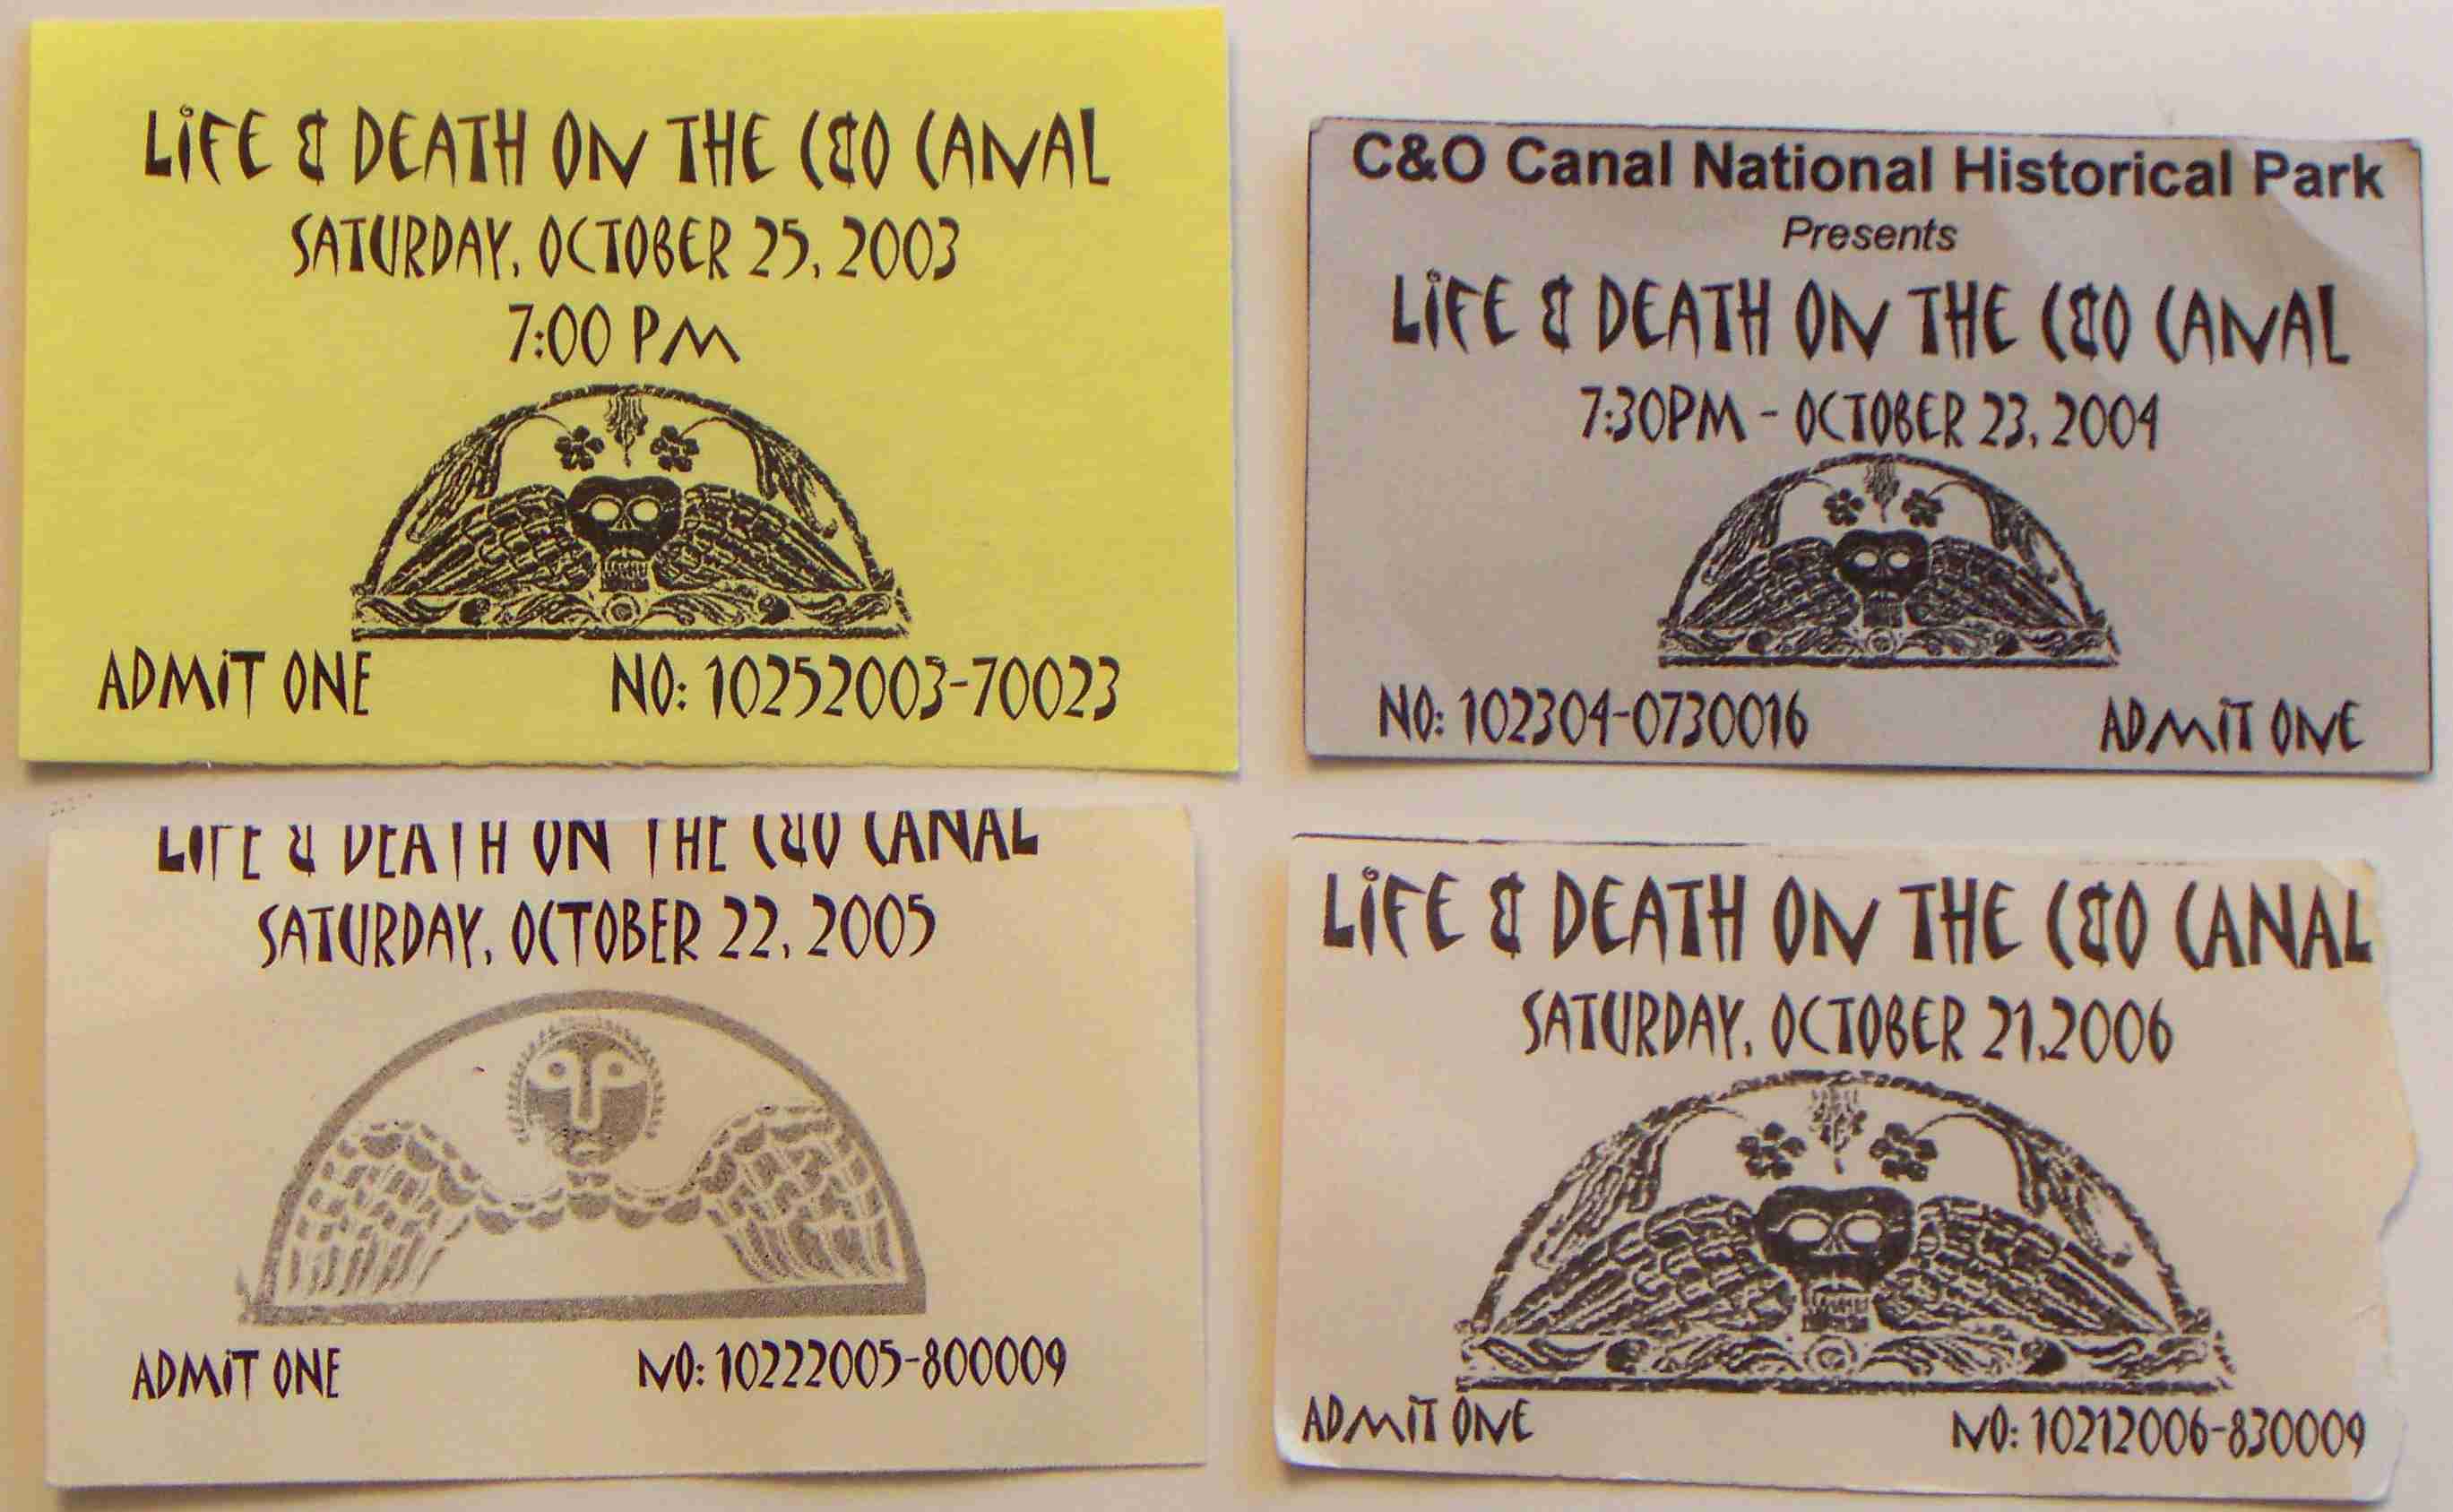 LIFE & DEATH ON THE C&O CANAL
SATURDAY, OCTOBER 25, 2003
7:00 PM
ADMIT ONE NO: 10252003-70023
C&O Canal National Historical Park
Presents
LIFE & DEATH ON THE C&O CANAL
7:30PM - OCTOBER 23, 2004
NO: 102304-0730016 ADMIT ONE
LIFE & DEATH ON THE C&O CANAL
SATURDAY, OCTOBER 22, 2005
ADMIT ONE NO: 10222005-800009
LIFE & DEATH ON THE C&O CANAL
SATURDAY, OCTOBER 21,2006
ADMIT ONE NO: 10212006-830009